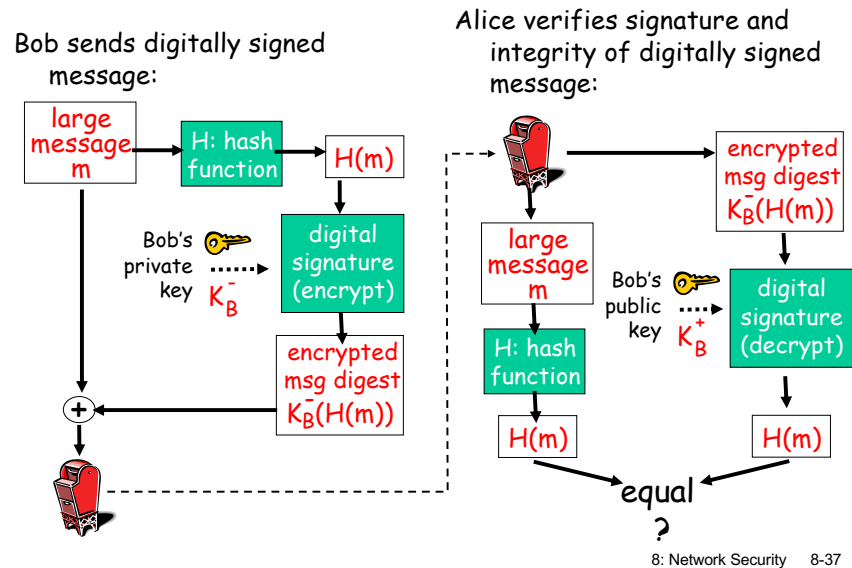 Bob sends digitally signed
message:
large
message
m
H: hash
function
H(m)
Bob's
private
key
K_B^-
digital
signature
(encrypt)
encrypted
msg digest
K_B^-(H(m))
+
Alice verifies signature and
integrity of digitally signed
message:
large
message
m
H: hash
function
H(m)
encrypted
msg digest
K_B^-(H(m))
Bob's
public
key
K_B^+
digital
signature
(decrypt)
H(m)
equal
?
8: Network Security 8-37